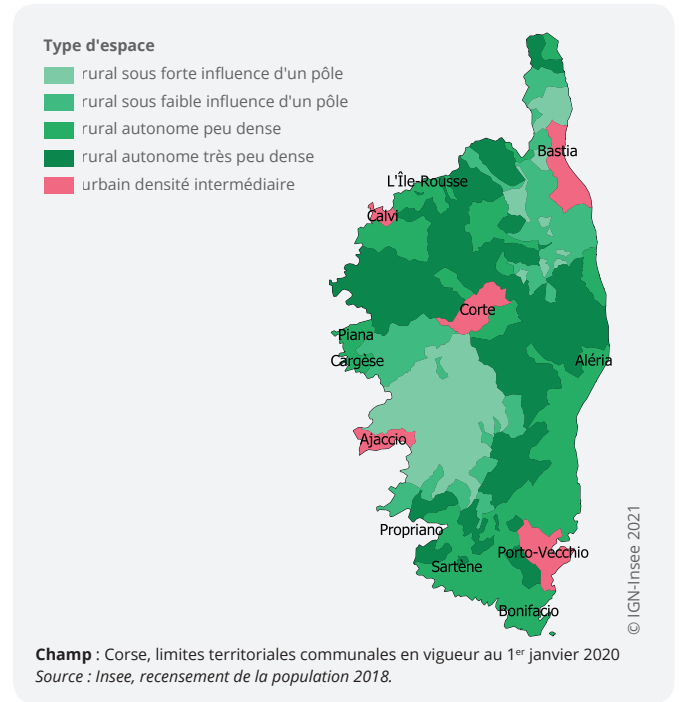 Type d'espace
rural sous forte influence d'un pôle
rural sous faible influence d'un pôle
rural autonome peu dense
rural autonome très peu dense
urbain densité intermédiaire
Bastia
L'Île-Rousse
Calvi
Corte
Piana
Cargèse
Aléria
Ajaccio
Propriano
Porto-Vecchio
Sartène
Bonifacio
© IGN-Insee 2021
Champ : Corse, limites territoriales communales en vigueur au 1er janvier 2020
Source : Insee, recensement de la population 2018.